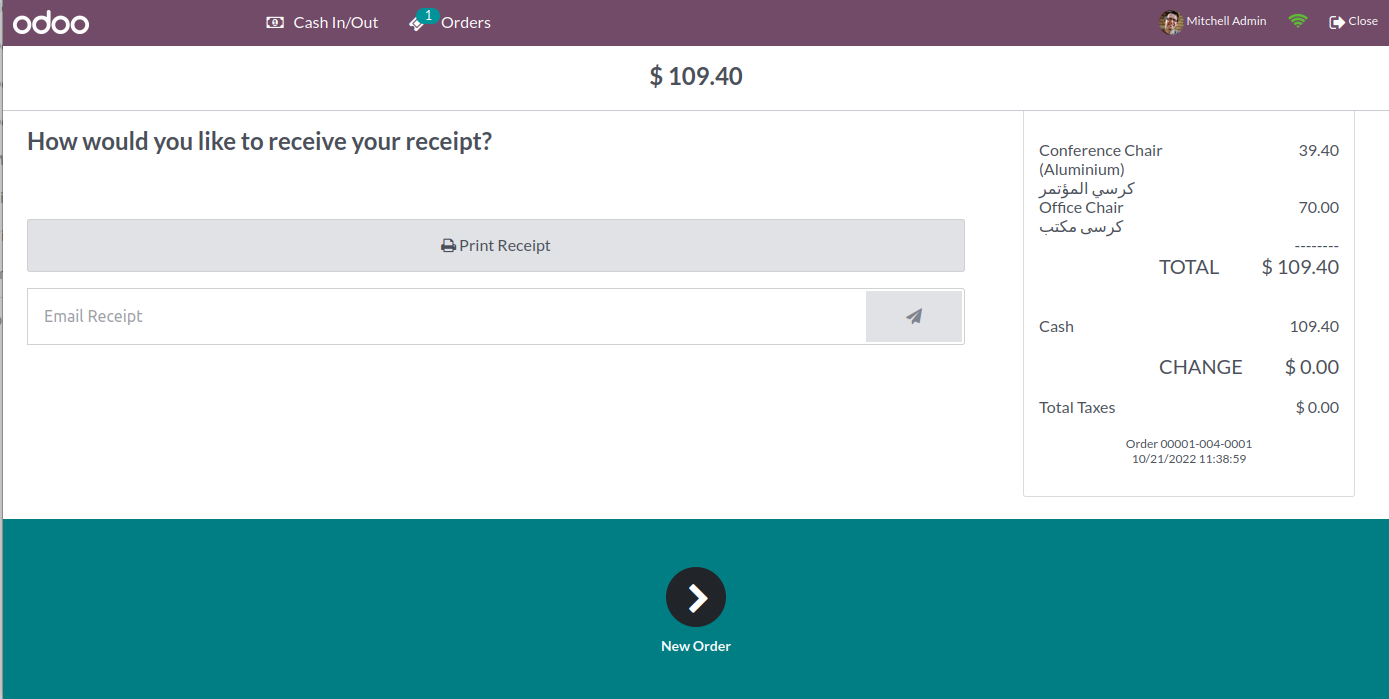 odoo
Cash In/Out
1
Orders
Mitchell Admin
Close
$ 109.40
How would you like to receive your receipt?
Print Receipt
Email Receipt
Conference Chair 39.40
(Aluminium)
كرسي المؤتمر
Office Chair 70.00
كرسى مكتب
--------
TOTAL $ 109.40
Cash 109.40
CHANGE $ 0.00
Total Taxes $ 0.00
Order 00001-004-0001
10/21/2022 11:38:59
New Order